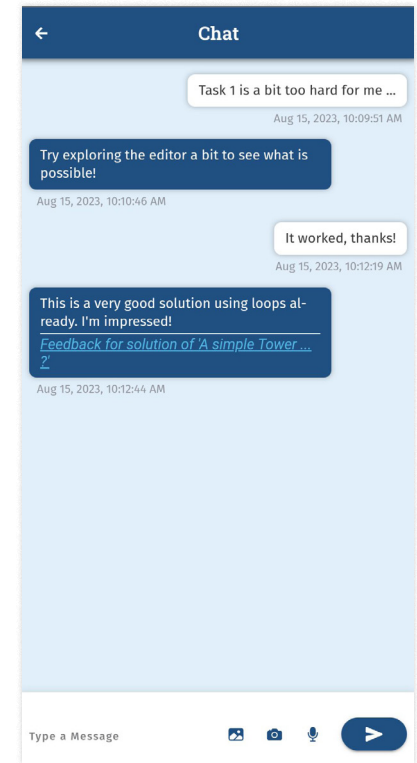 Chat
Task 1 is a bit too hard for me ...
Aug 15, 2023, 10:09:51 AM
Try exploring the editor a bit to see what is
possible!
Aug 15, 2023, 10:10:46 AM
It worked, thanks!
Aug 15, 2023, 10:12:19 AM
This is a very good solution using loops al-
ready. I'm impressed!
Feedback for solution of 'A simple Tower ...
?'
Aug 15, 2023, 10:12:44 AM
Type a Message